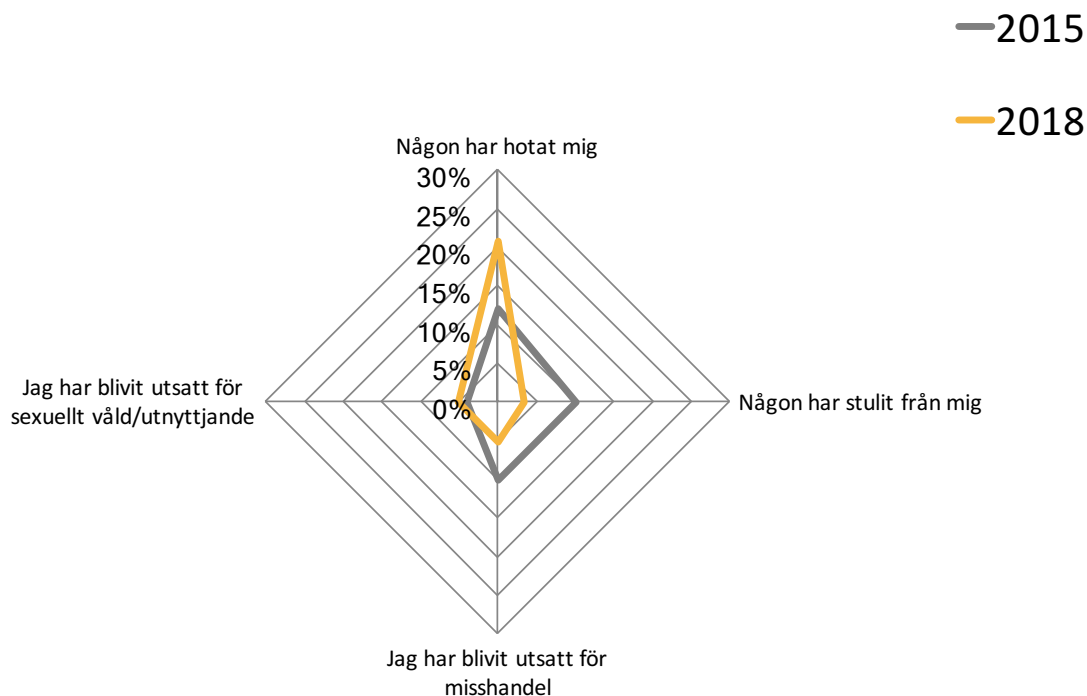 2015
2018
Någon har hotat mig
30%
25%
20%
15%
10%
5%
0%
Jag har blivit utsatt för
sexuellt våld/utnyttjande
Någon har stulit från mig
Jag har blivit utsatt för
misshandel